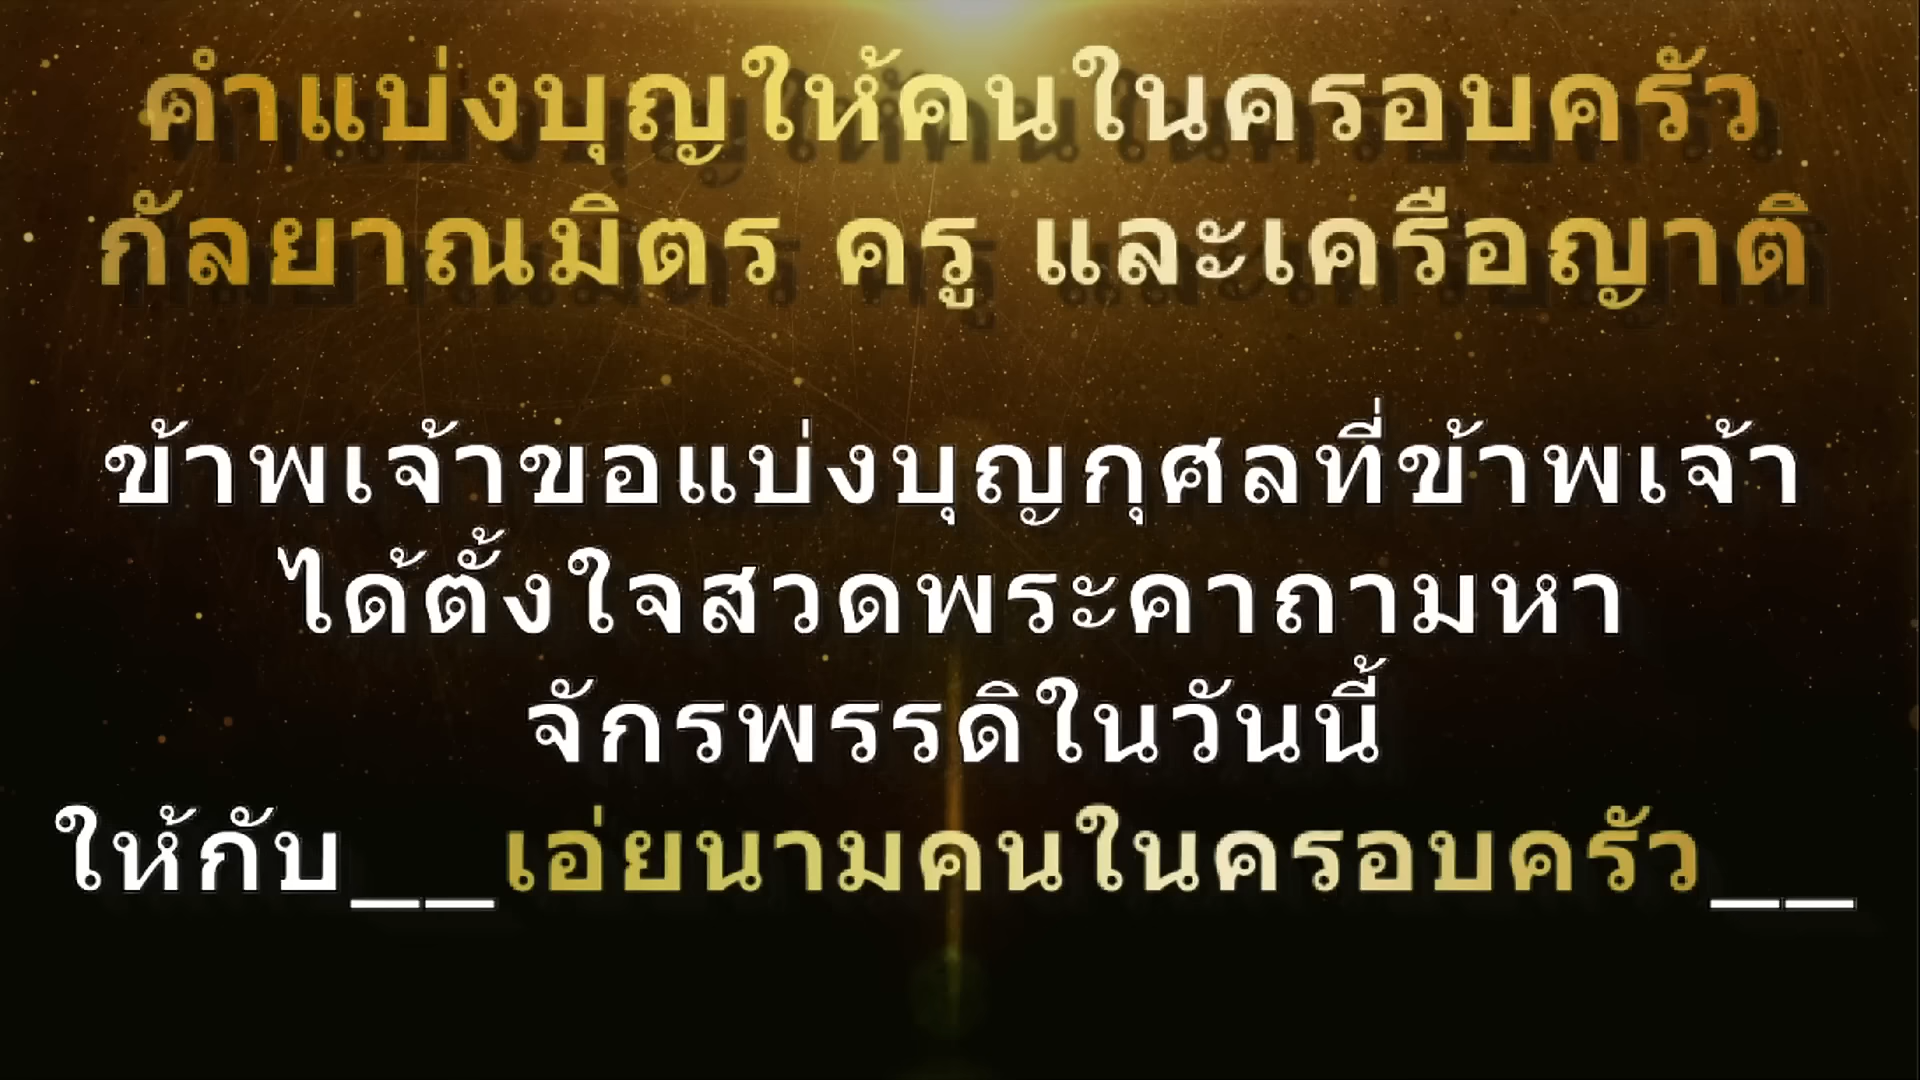 คำแบ่งบุญให้คนในครอบครัว
กัลยาณมิตร ครู และเครือญาติ
ข้าพเจ้าขอแบ่งบุญกุศลที่ข้าพเจ้า
ได้ตั้งใจสวดพระคาถามหา
จักรพรรดิในวันนี้
ให้กับ__เอ่ยนามคนในครอบครัว__